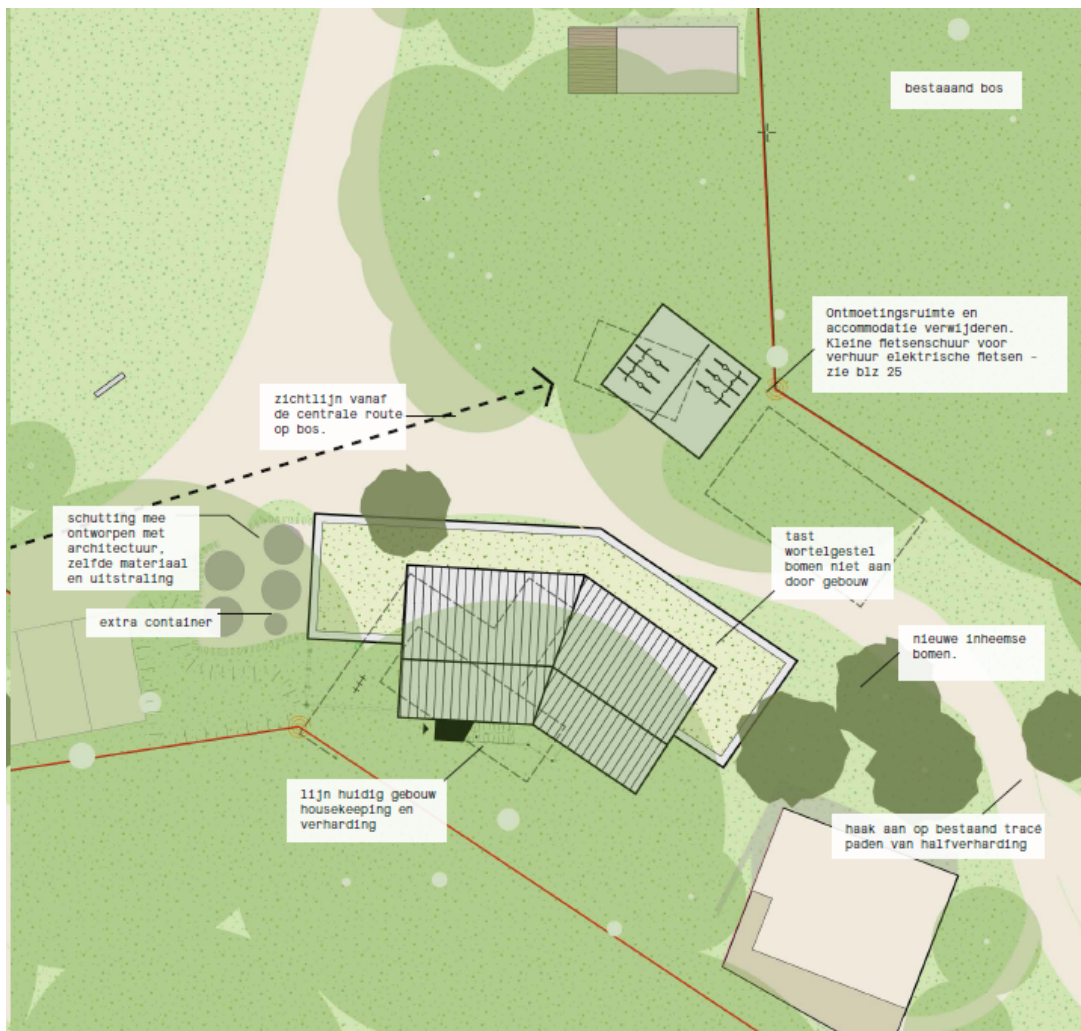 bestaaand bos
Ontmoetingsruimte en
accommodatie verwijderen.
Kleine fietsenschuur voor
verhuur elektrische fietsen –
zie blz 25
zichtlijn vanaf
de centrale route
op bos.
schutting mee
ontworpen met
architectuur,
zelfde materiaal
en uitstraling
extra container
tast
wortelgestel
bomen niet aan
door gebouw
nieuwe inheemse
bomen.
lijn huidig gebouw
housekeeping en
verharding
haak aan op bestaand tracé
paden van halfverharding